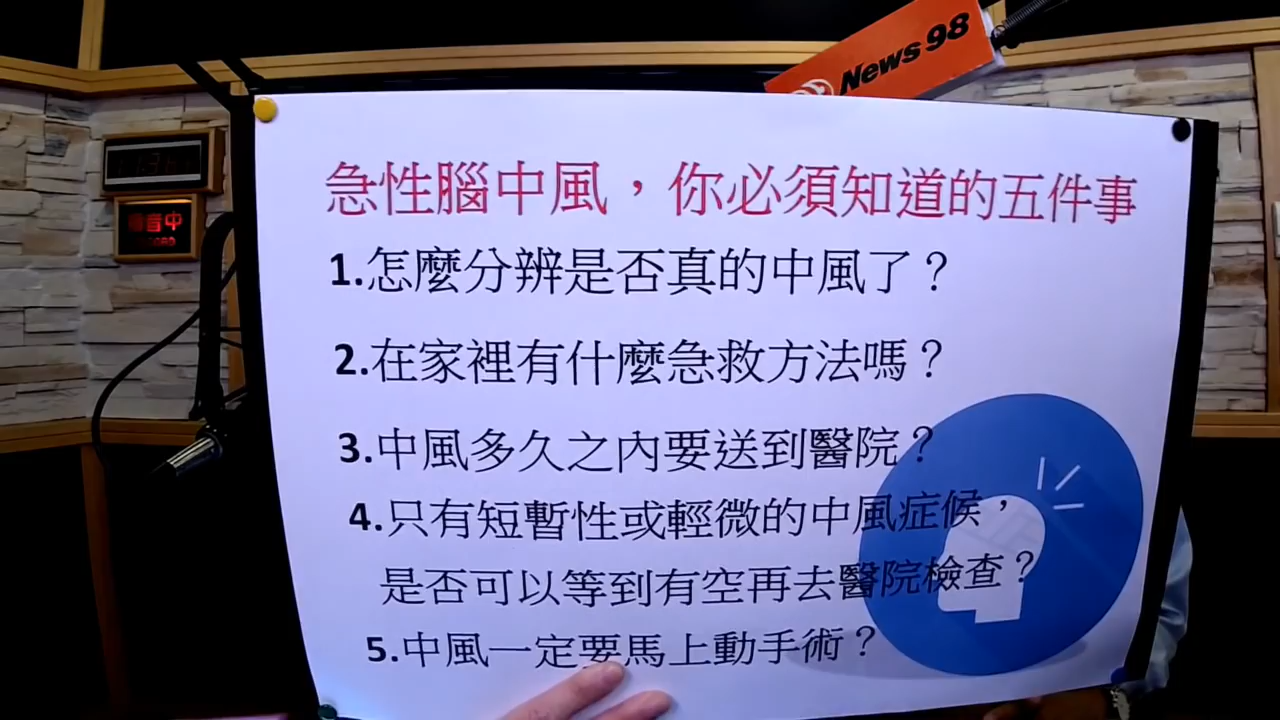 News98
急性腦中風，你必須知道的五件事
1.怎麼分辨是否真的中風了？
2.在家裡有什麼急救方法嗎？
3.中風多久之內要送到醫院？
4.只有短暫性或輕微的中風症候，
是否可以等到有空再去醫院檢查？
5.中風一定要馬上動手術？
音中